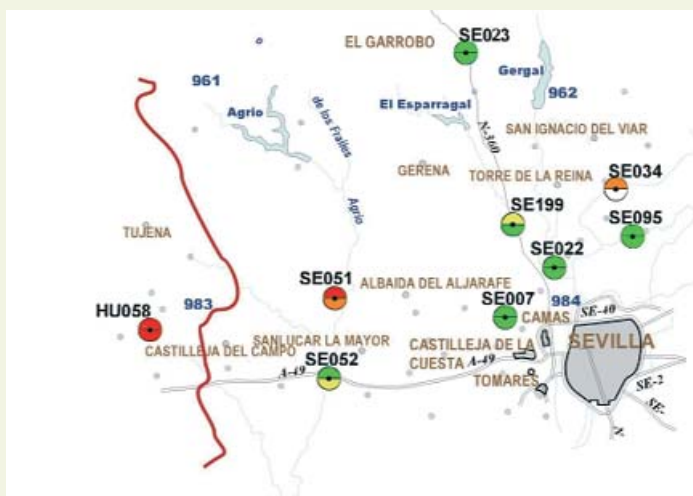 SE023
EL GARROBO
Gergal
961
962
Agrio
de los Frailes
El Esparragal
N-360
SAN IGNACIO DEL VIAR
GERENA
TORRE DE LA REINA
SE034
Agrio
SE199
SE095
TUJENA
SE022
SE051
ALBAIDA DEL ALJARAFE
HU058
983
SE007
984
CAMAS
SE-40
CASTILLEJA DEL CAMPO
SANLUCAR LA MAYOR
CASTILLEJA DE LA
CUESTA
SEVILLA
SE052
A-49
A-49
TOMARES
SE-2
SE-
N-